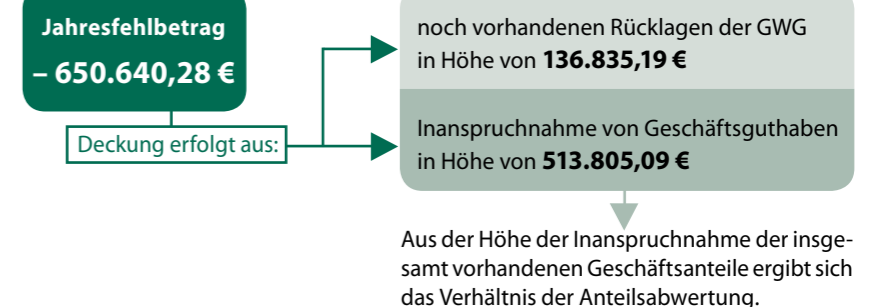 Jahresfehlbetrag
– 650.640,28 €
Deckung erfolgt aus:
noch vorhandenen Rücklagen der GWG
in Höhe von 136.835,19 €
Inanspruchnahme von Geschäftsguthaben
in Höhe von 513.805,09 €
Aus der Höhe der Inanspruchnahme der insge-
samt vorhandenen Geschäftsanteile ergibt sich
das Verhältnis der Anteilsabwertung.